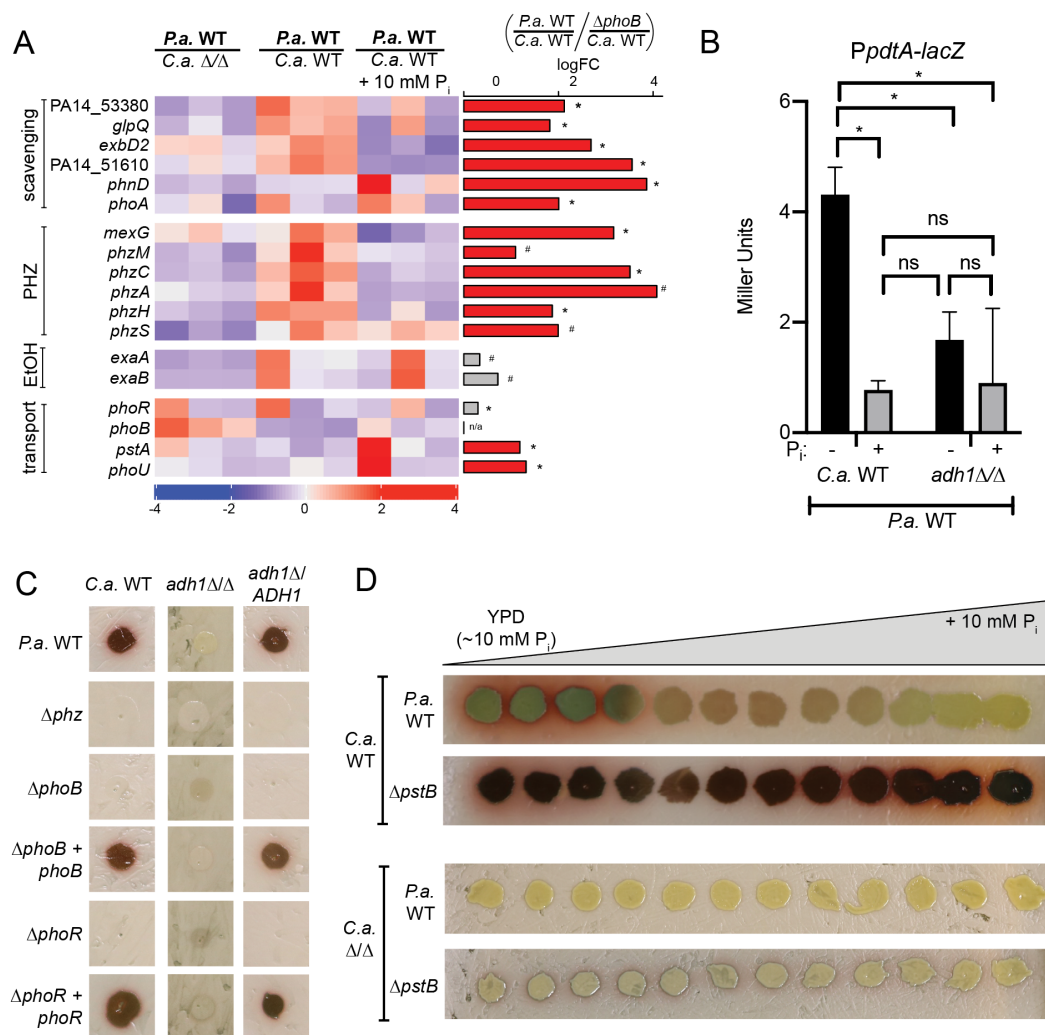 A
P.a. WT
C.a. Δ/Δ
P.a. WT
C.a. WT
P.a. WT
C.a. WT
+ 10 mM Pi
(P.a. WT / C.a. WT / ΔphoB / C.a. WT)
logFC
0 2 4
scavenging
PA14_53380 *
glpQ *
exbD2 *
PA14_51610 *
phnD *
phoA *
PHZ
mexG *
phzM #
phzC *
phzA #
phzH *
phzS #
EtOH
exaA #
exaB #
transport
phoR *
phoB n/a
pstA *
phoU *
-4 -2 0 2 4
B
PpdtA-lacZ
Miller Units
6
4
2
0
*
*
*
ns
ns
ns
Pi: - + - +
C.a. WT adh1Δ/Δ
P.a. WT
C
C.a. WT adh1Δ/Δ adh1Δ/
ADH1
P.a. WT
Δphz
ΔphoB
ΔphoB +
phoB
ΔphoR
ΔphoR +
phoR
D
YPD
(~10 mM Pi)
+ 10 mM Pi
C.a.
WT
P.a.
WT
ΔpstB
C.a.
Δ/Δ
P.a.
WT
ΔpstB